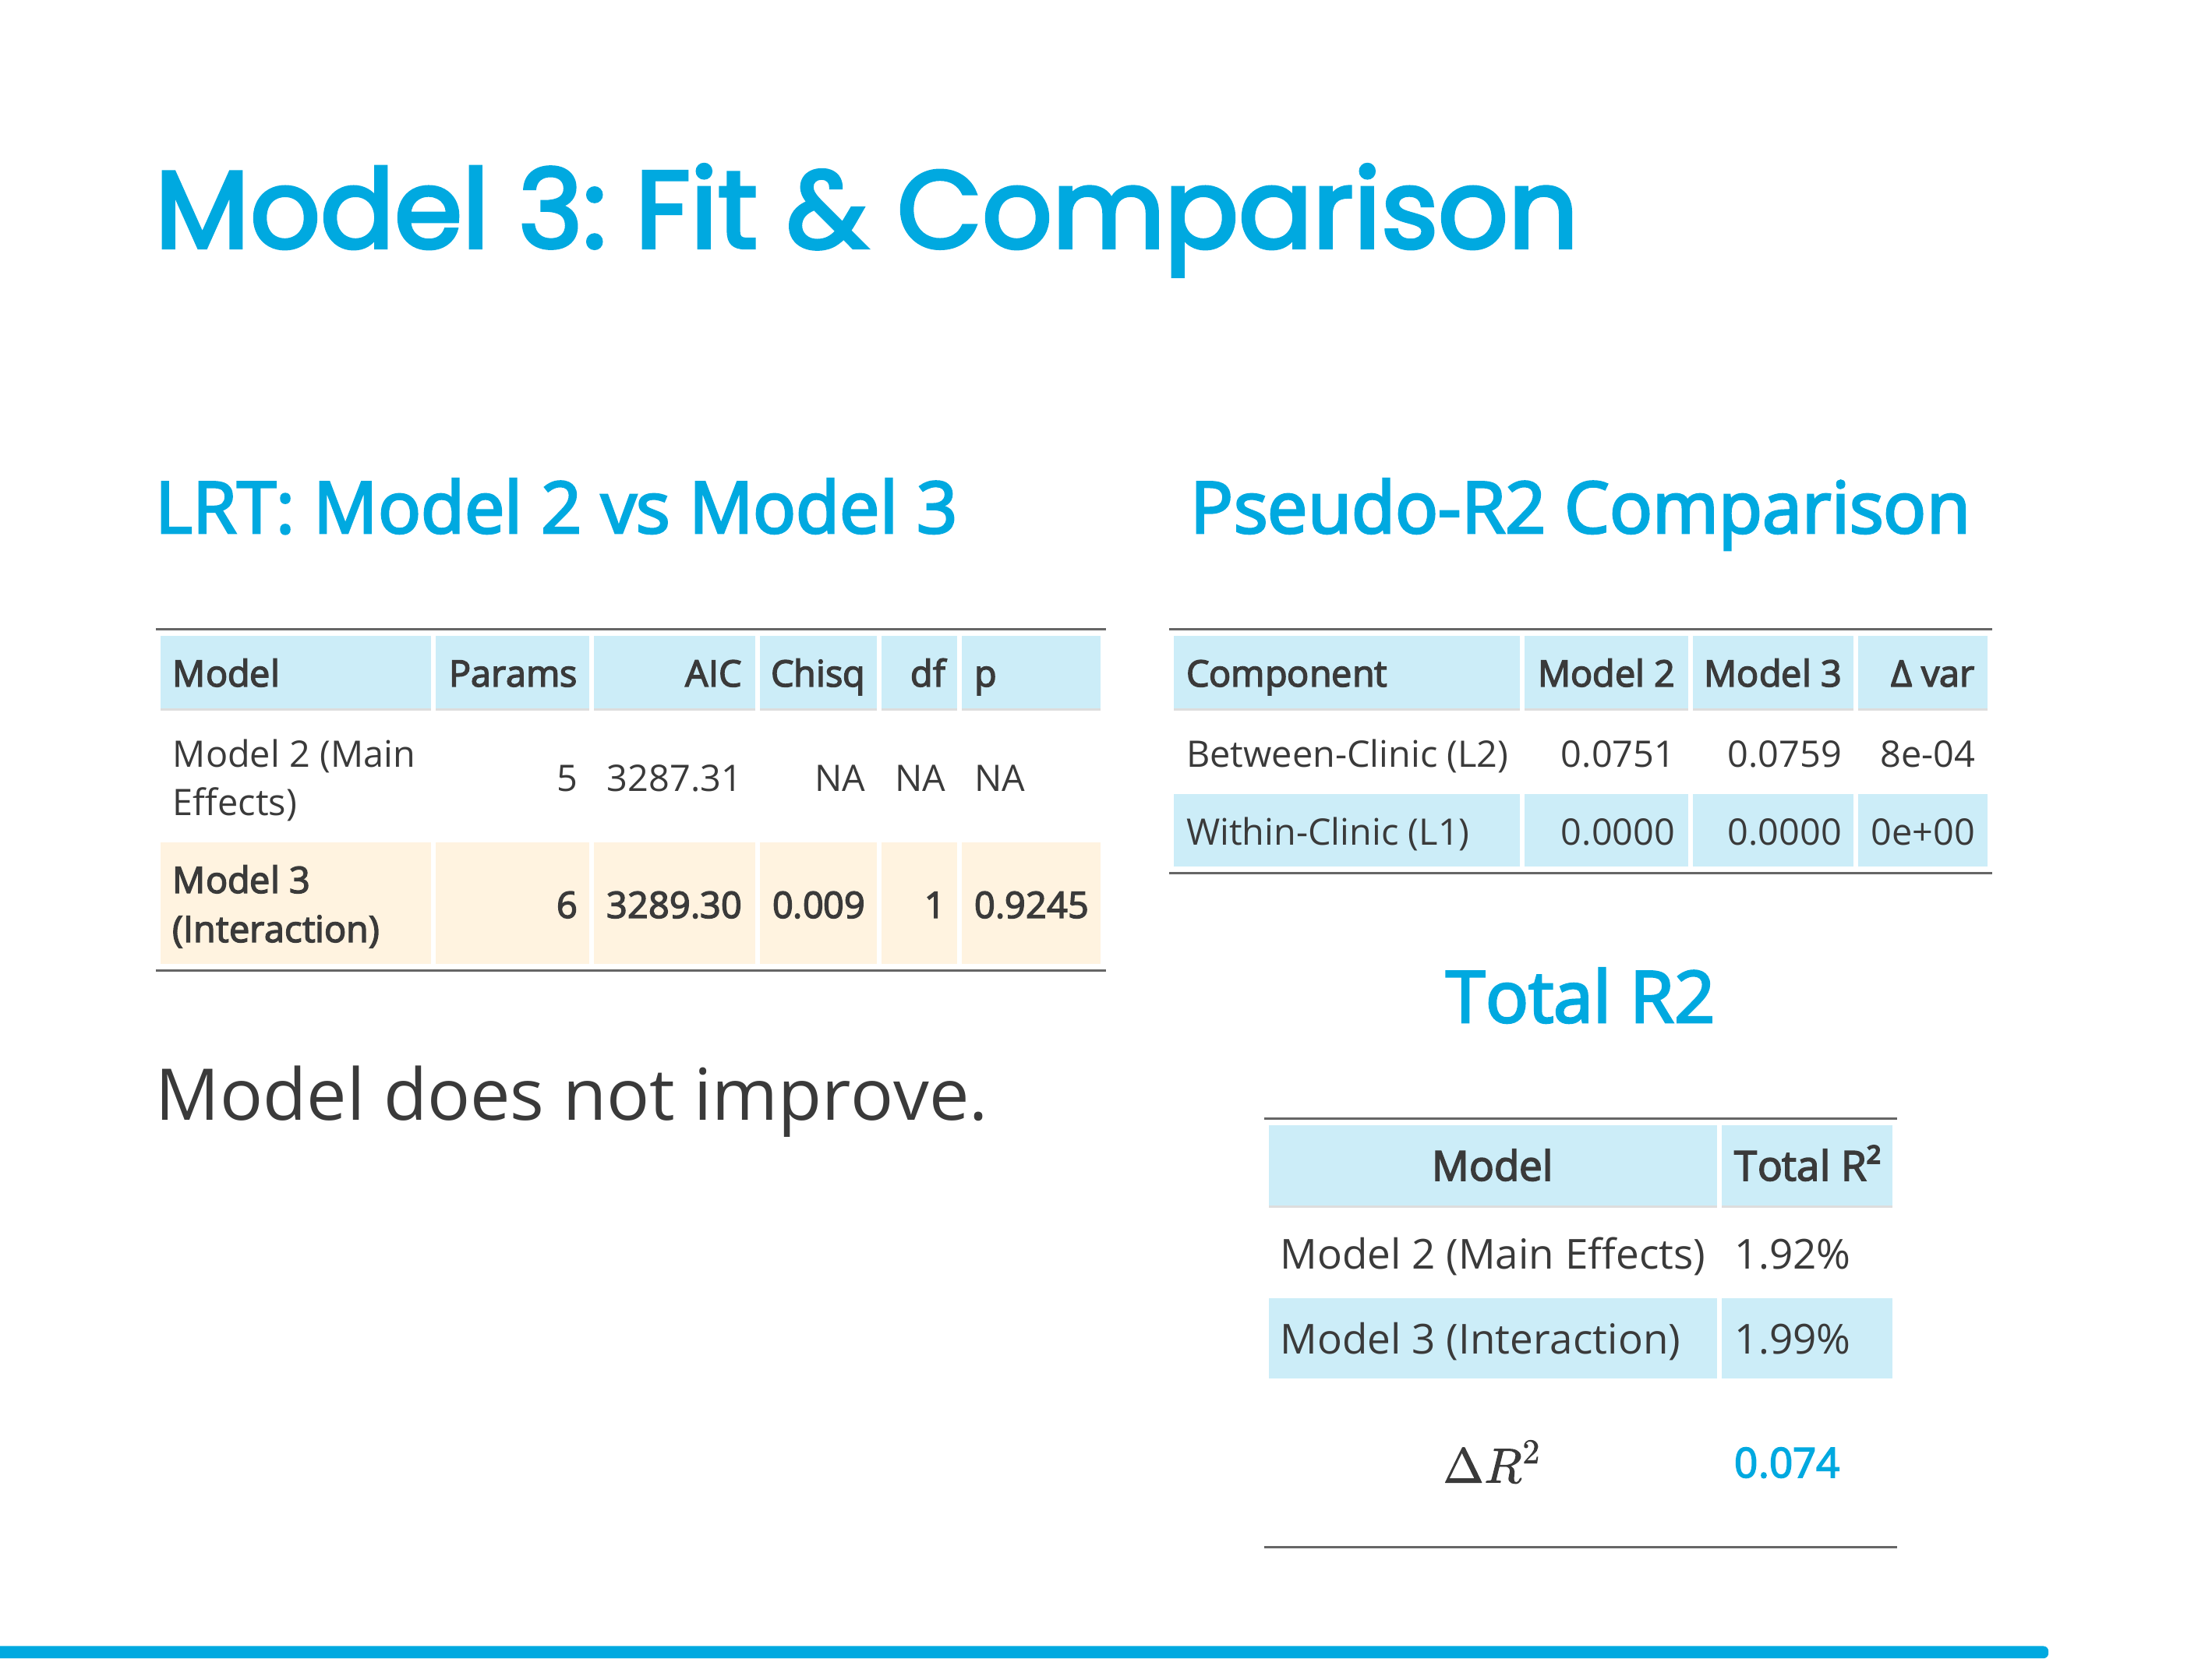 Model 3: Fit & Comparison
LRT: Model 2 vs Model 3
Model Params AIC Chisq df p
Model 2 (Main
Effects) 5 3287.31 NA NA NA
Model 3
(Interaction) 6 3289.30 0.009 1 0.9245
Model does not improve.
Pseudo-R2 Comparison
Component Model 2 Model 3 Δ var
Between-Clinic (L2) 0.0751 0.0759 8e-04
Within-Clinic (L1) 0.0000 0.0000 0e+00
Total R2
Model Total R²
Model 2 (Main Effects) 1.92%
Model 3 (Interaction) 1.99%
ΔR² 0.074